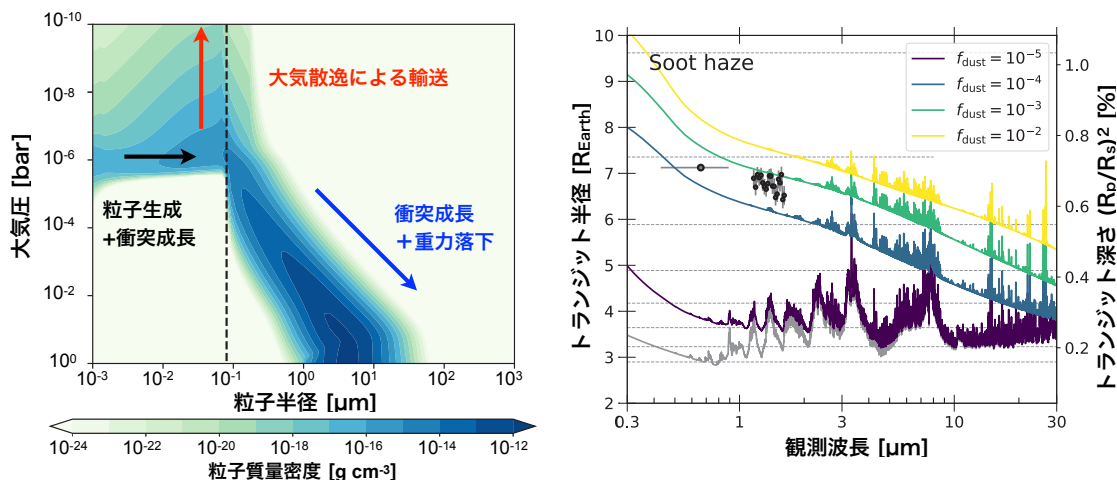 10-10
10-8
10-6
10-4
10-2
100
大気圧 [bar]
大気散逸による輸送
粒子生成
+衝突成長
衝突成長
+重力落下
10-3
10-2
10-1
100
101
102
103
粒子半径 [μm]
10-24
10-22
10-20
10-18
10-16
10-14
10-12
粒子質量密度 [g cm-3]
トランジット半径 [REarth]
10
9
8
7
6
5
4
3
2
Soot haze
fdust = 10−5
fdust = 10−4
fdust = 10−3
fdust = 10−2
1.0
0.8
0.6
0.4
0.2
トランジット深さ (Rp/Rs)2 [%]
0.3
1
3
10
30
観測波長 [μm]